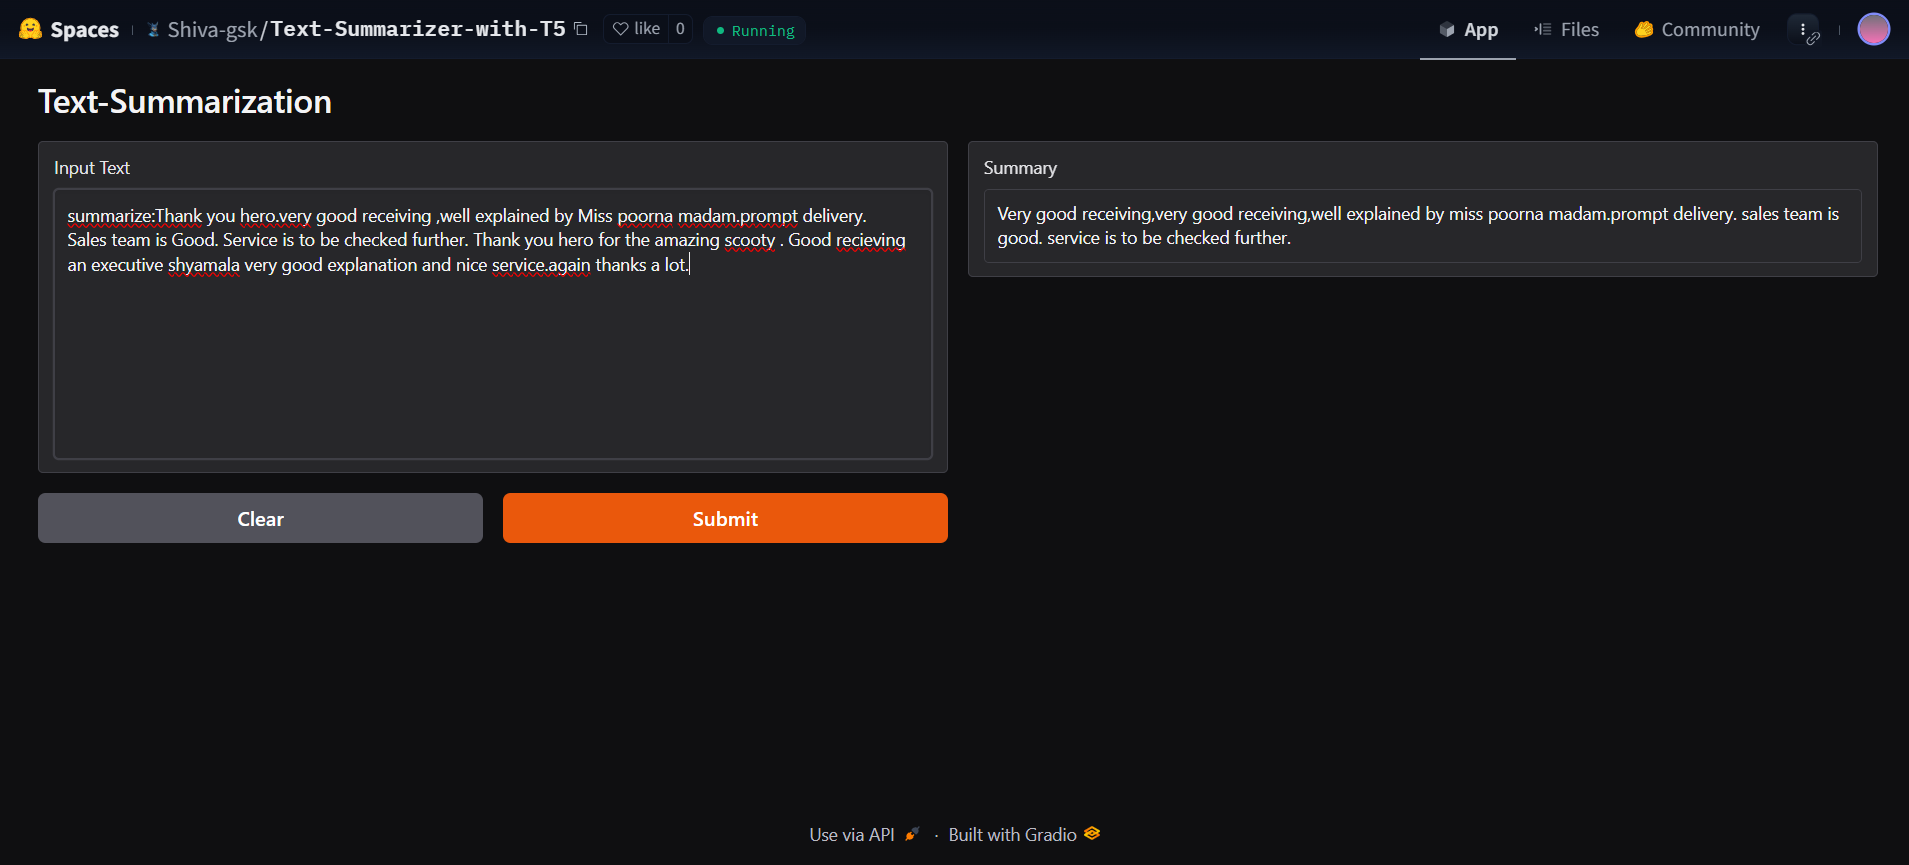 Spaces
Shiva-gsk/Text-Summarizer-with-T5
like 0
Running
App
Files
Community
Text-Summarization
Input Text
summarize:Thank you hero.very good receiving ,well explained by Miss poorna madam.prompt delivery.
Sales team is Good. Service is to be checked further. Thank you hero for the amazing scooty . Good recieving
an executive shyamala very good explanation and nice service.again thanks a lot.
Clear
Submit
Summary
Very good receiving,very good receiving,well explained by miss poorna madam.prompt delivery. sales team is
good. service is to be checked further.
Use via API · Built with Gradio